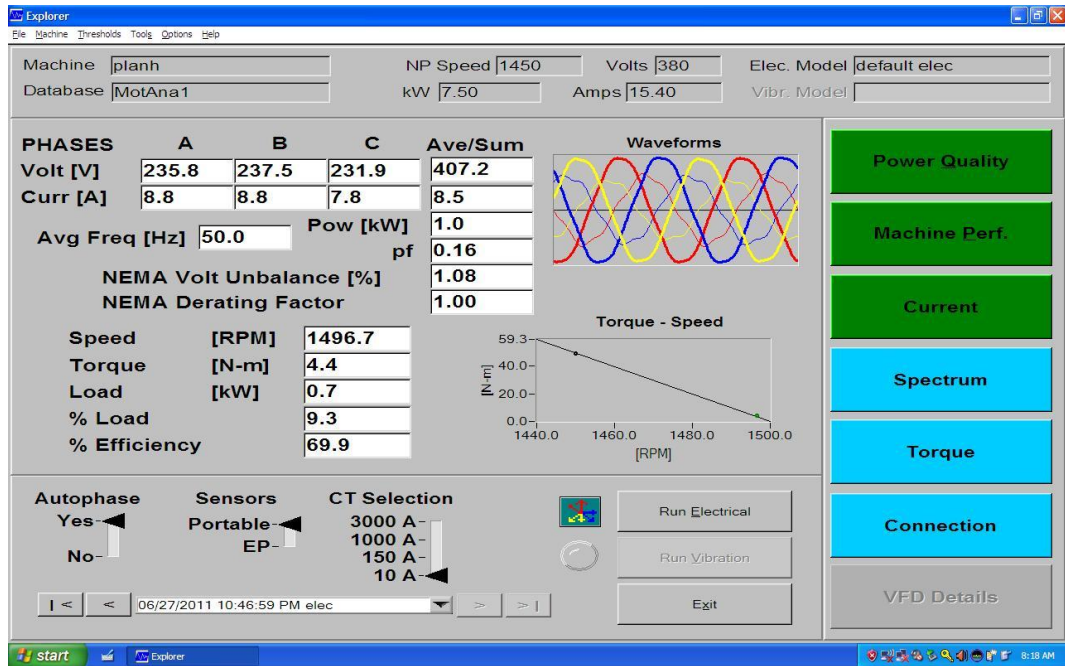 Explorer
File Machine Thresholds Tools Options Help
Machine planh NP Speed 1450 Volts 380 Elec. Model default elec
Database MotAna1 kW 7.50 Amps 15.40 Vibr. Model
PHASES A B C Ave/Sum
Volt [V] 235.8 237.5 231.9 407.2
Curr [A] 8.8 8.8 7.8 8.5
Avg Freq [Hz] 50.0 Pow [kW] 1.0
pf 0.16
NEMA Volt Unbalance [%] 1.08
NEMA Derating Factor 1.00
Speed [RPM] 1496.7
Torque [N-m] 4.4
Load [kW] 0.7
% Load 9.3
% Efficiency 69.9
Waveforms
Torque - Speed
59.3
40.0
20.0
0.0
[N-m]
1440.0 1460.0 1480.0 1500.0
[RPM]
Power Quality
Machine Perf.
Current
Spectrum
Torque
Connection
VFD Details
Autophase Sensors CT Selection
Yes Portable 3000 A
No EP 1000 A
150 A
10 A
Run Electrical
Run Vibration
Exit
|< < 06/27/2011 10:46:59 PM elec > >|
start Explorer 8:18 AM